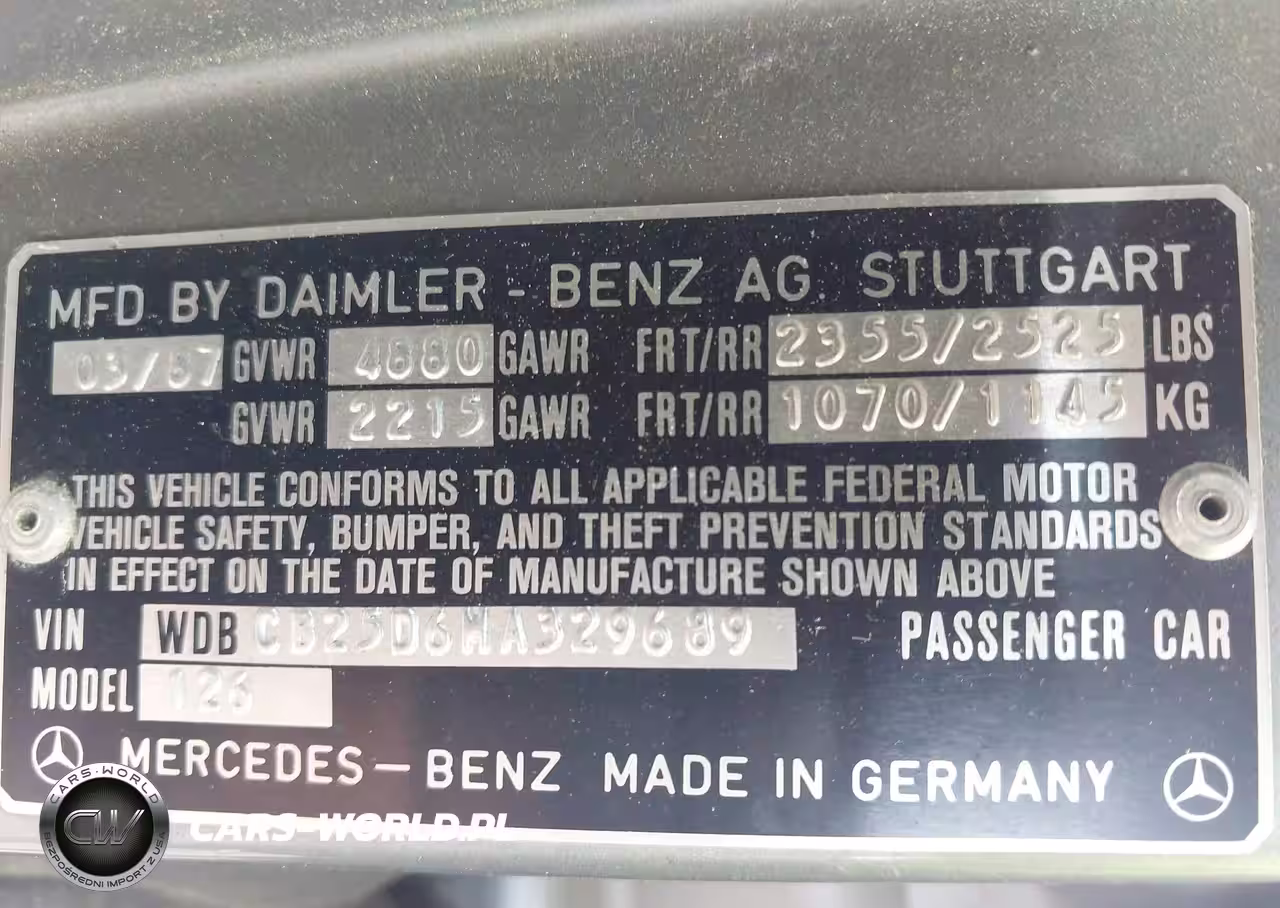 MFD BY DAIMLER - BENZ AG. STUTTGART
03/87 GVWR 4880 GAWR FRT/RR 2355/2525 LBS
GVWR 2215 GAWR FRT/RR 1070/1145 KG
THIS VEHICLE CONFORMS TO ALL APPLICABLE FEDERAL MOTOR
VEHICLE SAFETY, BUMPER, AND THEFT PREVENTION STANDARDS
IN EFFECT ON THE DATE OF MANUFACTURE SHOWN ABOVE
VIN WDB CB25D6HA329689 PASSENGER CAR
MODEL 126
MERCEDES – BENZ MADE IN GERMANY
CARS-WORLD
CW
BEZPOŚREDNI IMPORT Z USA
CARS-WORLD.PL